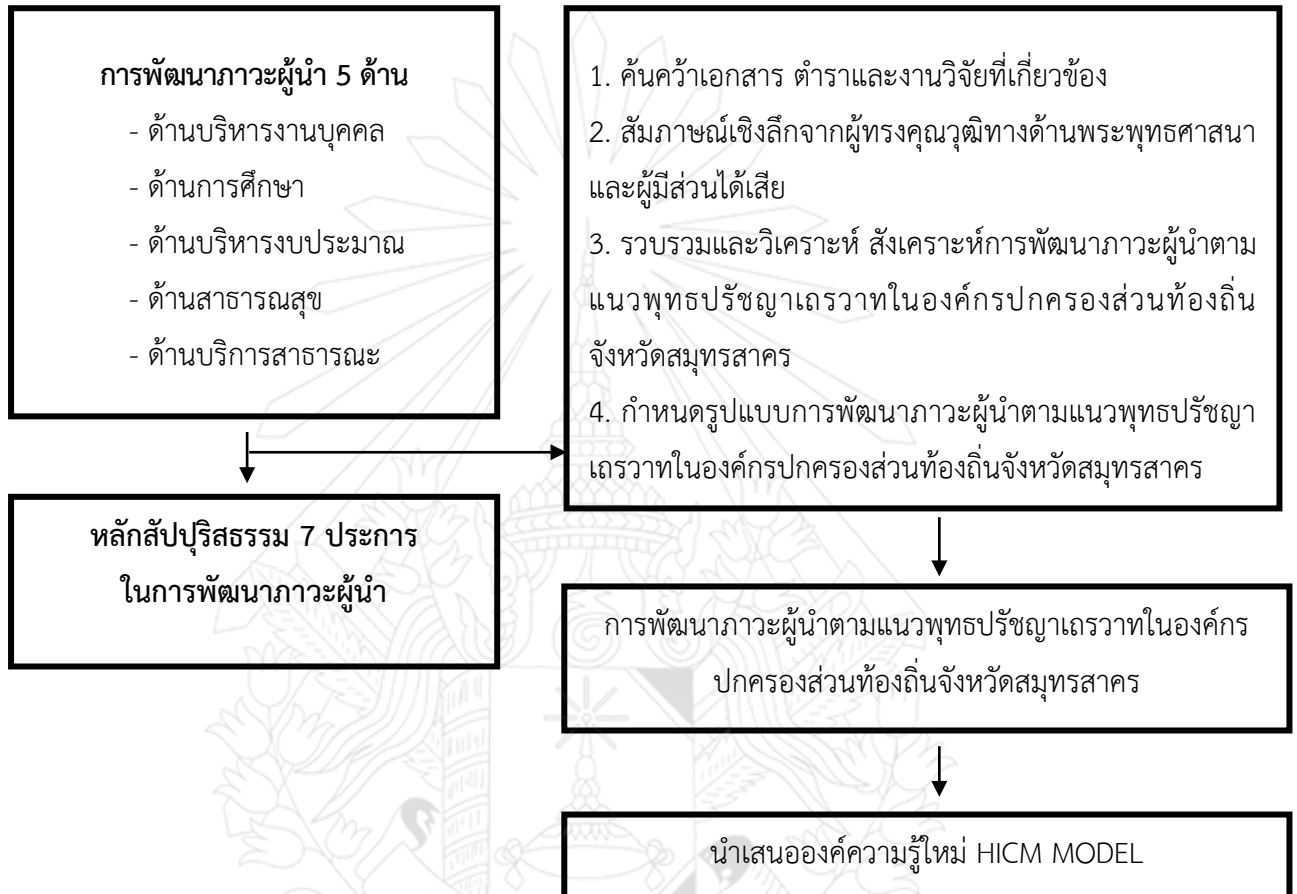 การพัฒนาภาวะผู้นำ 5 ด้าน
- ด้านบริหารงานบุคคล
- ด้านการศึกษา
- ด้านบริหารงบประมาณ
- ด้านสาธารณสุข
- ด้านบริการสาธารณะ
หลักสัปปุริสธรรม 7 ประการ
ในการพัฒนาภาวะผู้นำ
1. ค้นคว้าเอกสาร ตำราและงานวิจัยที่เกี่ยวข้อง
2. สัมภาษณ์เชิงลึกจากผู้ทรงคุณวุฒิทางด้านพระพุทธศาสนา
และผู้มีส่วนได้เสีย
3. รวบรวมและวิเคราะห์ สังเคราะห์การพัฒนาภาวะผู้นำตาม
แนวพุทธปรัชญาเถรวาทในองค์กรปกครองส่วนท้องถิ่น
จังหวัดสมุทรสาคร
4. กำหนดรูปแบบการพัฒนาภาวะผู้นำตามแนวพุทธปรัชญา
เถรวาทในองค์กรปกครองส่วนท้องถิ่นจังหวัดสมุทรสาคร
การพัฒนาภาวะผู้นำตามแนวพุทธปรัชญาเถรวาทในองค์กร
ปกครองส่วนท้องถิ่นจังหวัดสมุทรสาคร
นำเสนอองค์ความรู้ใหม่ HICM MODEL